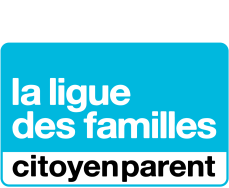 la ligue
des familles
citoyenparent